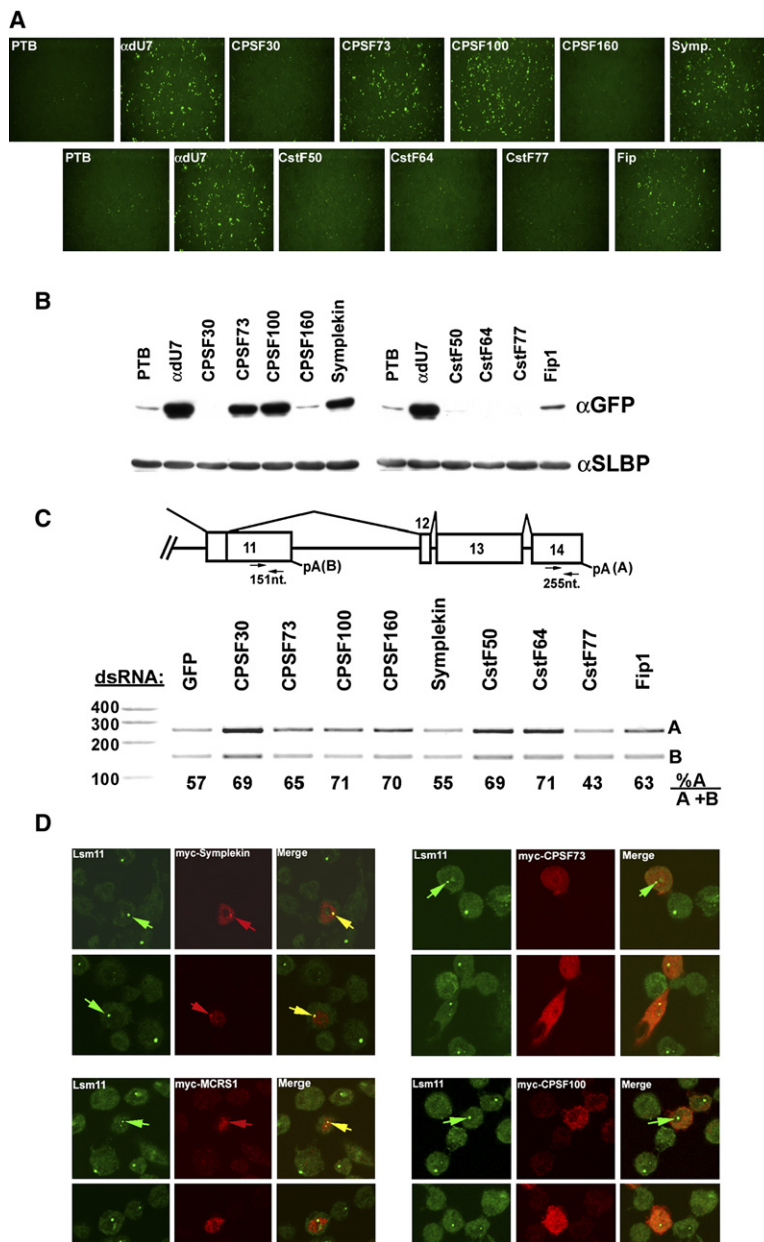 A
PTB αdU7 CPSF30 CPSF73 CPSF100 CPSF160 Symp.
PTB αdU7 CstF50 CstF64 CstF77 Fip
B
PTB αdU7 CPSF30 CPSF73 CPSF100 CPSF160 Symplekin PTB αdU7 CstF50 CstF64 CstF77 Fip1
αGFP
αSLBP
C
12
11 13 14
pA(B) pA(A)
151nt. 255nt.
dsRNA: GFP CPSF30 CPSF73 CPSF100 CPSF160 Symplekin CstF50 CstF64 CstF77 Fip1
400
300 A
200 B
100 57 69 65 71 70 55 69 71 43 63 %A
A +B
D
Lsm11 myc-Symplekin Merge Lsm11 myc-CPSF73 Merge
Lsm11 myc-MCRS1 Merge Lsm11 myc-CPSF100 Merge